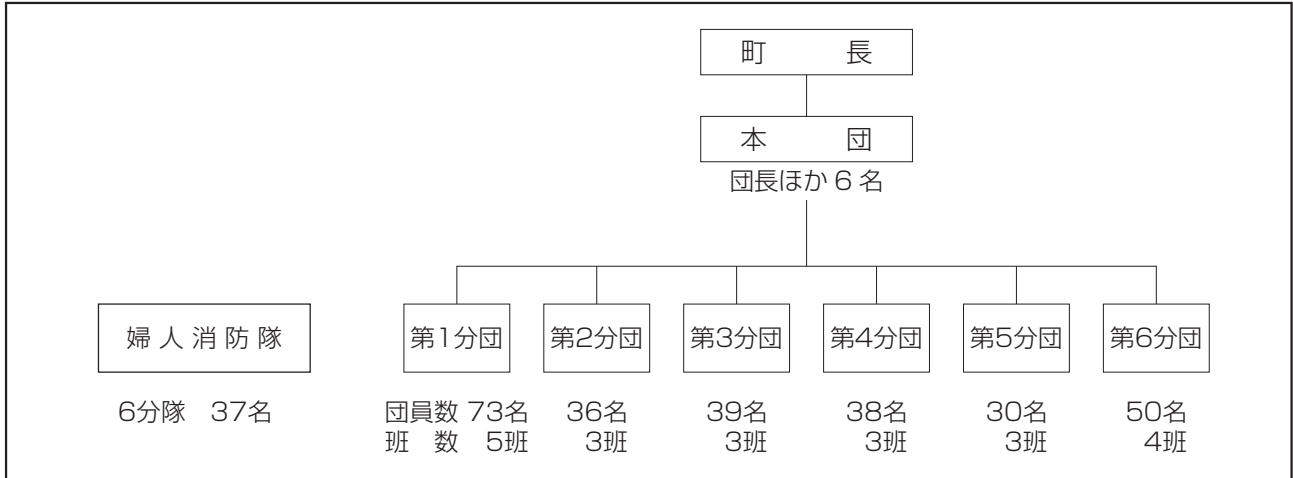 町長
本団
団長ほか6名
婦人消防隊 第1分団 第2分団 第3分団 第4分団 第5分団 第6分団
6分隊 37名 団員数 73名 36名 39名 38名 30名 50名
班数 5班 3班 3班 3班 3班 4班